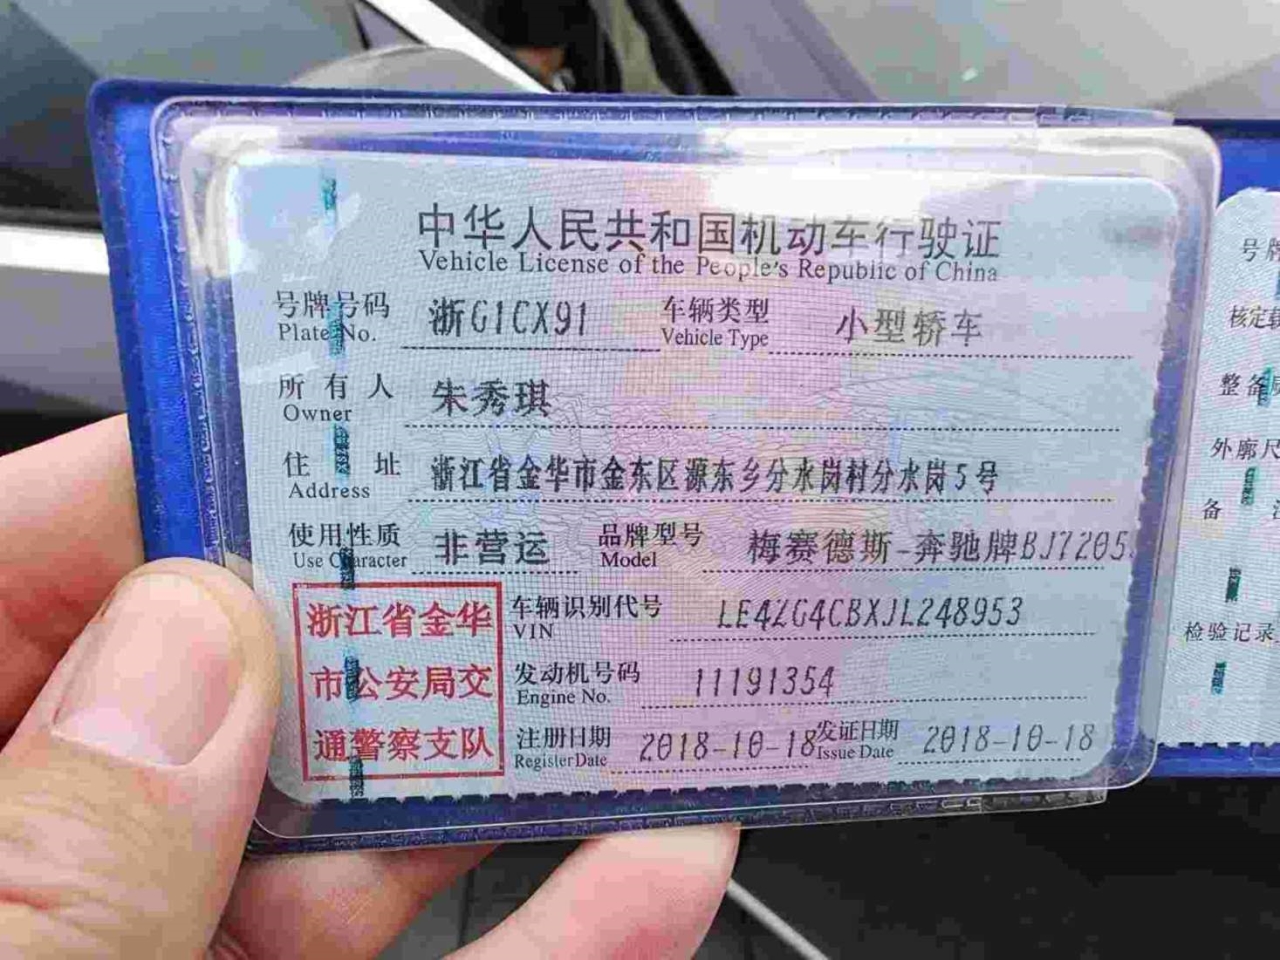 中华人民共和国机动车行驶证
Vehicle License of the People's Republic of China
号牌号码 浙G1CX91 车辆类型 小型轿车
Plate No. Vehicle Type
所有人 朱秀琪
Owner
住址 浙江省金华市金东区源东乡分水岗村分水岗5号
Address
使用性质 非营运 品牌型号 梅赛德斯-奔驰牌BJ7205
Use Character Model
浙江省金华
市公安局交
通警察支队
车辆识别代号 LE4ZG4CBXJL248953
VIN
发动机号码 11191354
Engine No.
注册日期 2018-10-18 发证日期 2018-10-18
Register Date Issue Date
号牌
核定
整备
外廓尺
备
检验记录